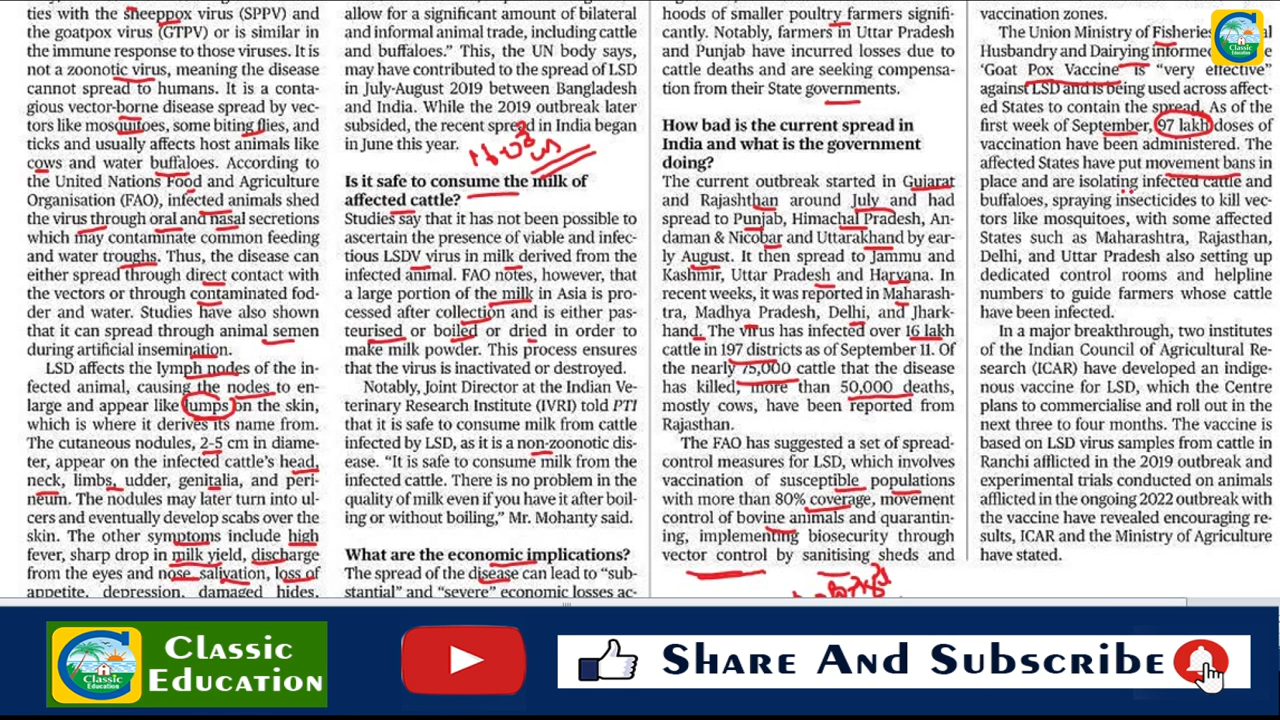 ties with the sheeppox virus (SPPV) and
the goatpox virus (GTPV) or is similar in
the immune response to those viruses. It is
not a zoonotic virus, meaning the disease
cannot spread to humans. It is a conta-
gious vector-borne disease spread by vec-
tors like mosquitoes, some biting flies, and
ticks and usually affects host animals like
cows and water buffaloes. According to
the United Nations Food and Agriculture
Organisation (FAO), infected animals shed
the virus through oral and nasal secretions
which may contaminate common feeding
and water troughs. Thus, the disease can
either spread through direct contact with
the vectors or through contaminated fod-
der and water. Studies have also shown
that it can spread through animal semen
during artificial insemination.
LSD affects the lymph nodes of the in-
fected animal, causing the nodes to en-
large and appear like lumps on the skin,
which is where it derives its name from.
The cutaneous nodules, 2-5 cm in diame-
ter, appear on the infected cattle's head,
neck, limbs, udder, genitalia, and peri-
neum. The nodules may later turn into ul-
cers and eventually develop scabs over the
skin. The other symptoms include high
fever, sharp drop in milk yield, discharge
from the eyes and nose, salivation, loss of
appetite, depression, damaged hides,
allow for a significant amount of bilateral
and informal animal trade, including cattle
and buffaloes." This, the UN body says,
may have contributed to the spread of LSD
in July-August 2019 between Bangladesh
and India. While the 2019 outbreak later
subsided, the recent spread in India began
in June this year.
Is it safe to consume the milk of
affected cattle?
Studies say that it has not been possible to
ascertain the presence of viable and infec-
tious LSDV virus in milk derived from the
infected animal. FAO notes, however, that
a large portion of the milk in Asia is pro-
cessed after collection and is either pas-
teurised or boiled or dried in order to
make milk powder. This process ensures
that the virus is inactivated or destroyed.
Notably, Joint Director at the Indian Ve-
terinary Research Institute (IVRI) told PTI
that it is safe to consume milk from cattle
infected by LSD, as it is a non-zoonotic dis-
ease. "It is safe to consume milk from the
infected cattle. There is no problem in the
quality of milk even if you have it after boil-
ing or without boiling," Mr. Mohanty said.
What are the economic implications?
The spread of the disease can lead to "sub-
stantial" and "severe" economic losses ac-
hoods of smaller poultry farmers signifi-
cantly. Notably, farmers in Uttar Pradesh
and Punjab have incurred losses due to
cattle deaths and are seeking compensa-
tion from their State governments.
How bad is the current spread in
India and what is the government
doing?
The current outbreak started in Gujarat
and Rajashthan around July and had
spread to Punjab, Himachal Pradesh, An-
daman & Nicobar and Uttarakhand by ear-
ly August. It then spread to Jammu and
Kashmir, Uttar Pradesh and Haryana. In
recent weeks, it was reported in Maharash-
tra, Madhya Pradesh, Delhi, and Jhark-
hand. The virus has infected over 16 lakh
cattle in 197 districts as of September 11. Of
the nearly 75,000 cattle that the disease
has killed, more than 50,000 deaths,
mostly cows, have been reported from
Rajasthan.
The FAO has suggested a set of spread-
control measures for LSD, which involves
vaccination of susceptible populations
with more than 80% coverage, movement
control of bovine animals and quarantin-
ing, implementing biosecurity through
vector control by sanitising sheds and
vaccination zones.
The Union Ministry of Fisheries
Husbandry and Dairying informed
'Goat Pox Vaccine' is "very effective"
against LSD and is being used across affect-
ed States to contain the spread. As of the
first week of September, 97 lakh doses of
vaccination have been administered. The
affected States have put movement bans in
place and are isolating infected cattle and
buffaloes, spraying insecticides to kill vec-
tors like mosquitoes, with some affected
States such as Maharashtra, Rajasthan,
Delhi, and Uttar Pradesh also setting up
dedicated control rooms and helpline
numbers to guide farmers whose cattle
have been infected.
In a major breakthrough, two institutes
of the Indian Council of Agricultural Re-
search (ICAR) have developed an indige-
nous vaccine for LSD, which the Centre
plans to commercialise and roll out in the
next three to four months. The vaccine is
based on LSD virus samples from cattle in
Ranchi afflicted in the 2019 outbreak and
experimental trials conducted on animals
afflicted in the ongoing 2022 outbreak with
the vaccine have revealed encouraging re-
sults, ICAR and the Ministry of Agriculture
have stated.
Classic
Education
Classic
Education
Classic
Education
Share And Subscribe